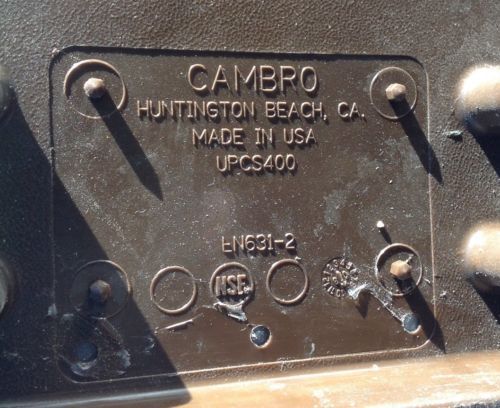 CAMBRO
HUNTINGTON BEACH, CA.
MADE IN USA
UPCS400
EN631-2
NSF